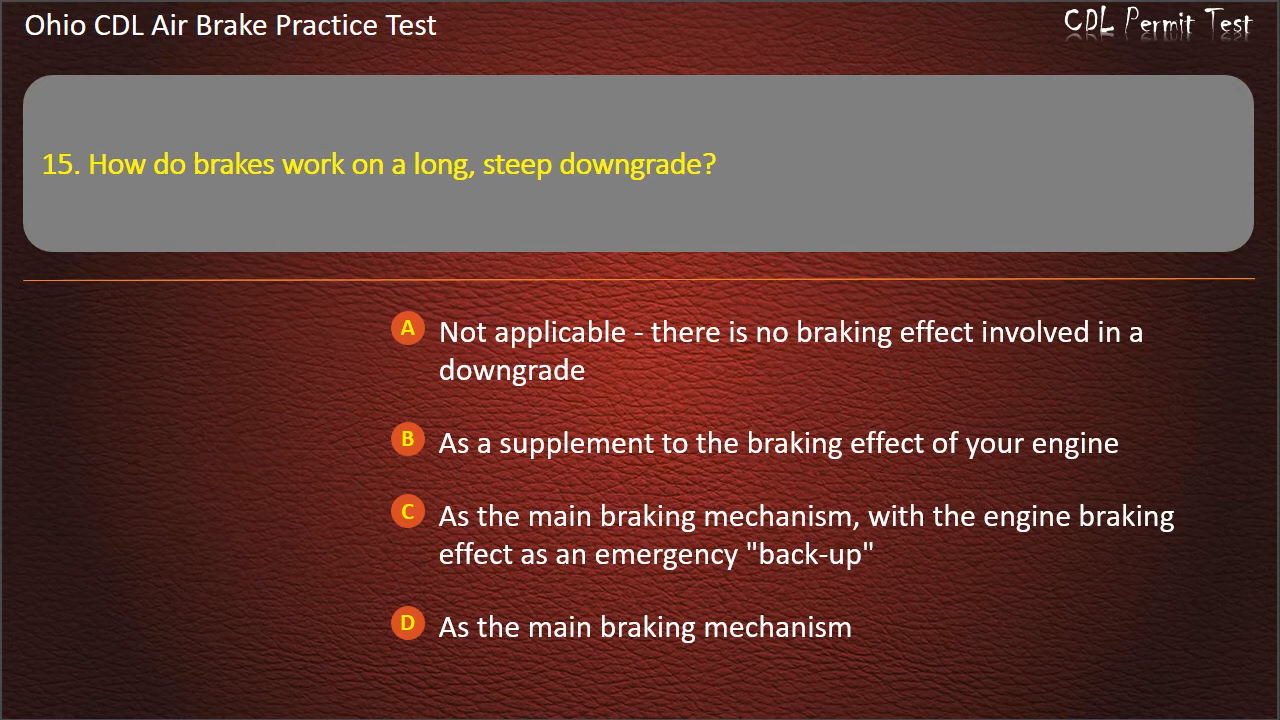 Ohio CDL Air Brake Practice Test
CDL Permit Test
15. How do brakes work on a long, steep downgrade?
A Not applicable - there is no braking effect involved in a
downgrade
B As a supplement to the braking effect of your engine
C As the main braking mechanism, with the engine braking
effect as an emergency "back-up"
D As the main braking mechanism